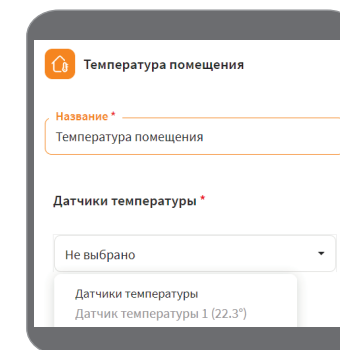 Температура помещения
Название *
Температура помещения
Датчики температуры *
Не выбрано
Датчики температуры
Датчик температуры 1 (22.3°)